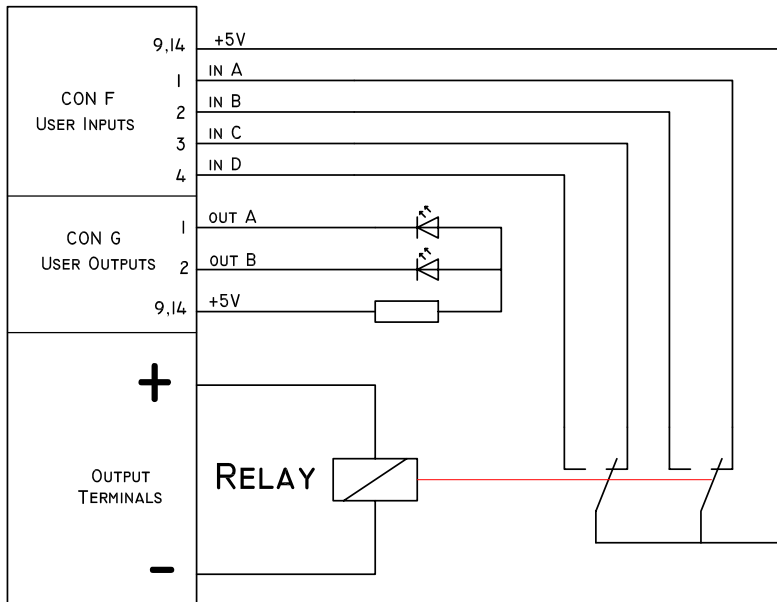 9,14 +5V
1 IN A
CON F
2 IN B
USER INPUTS
3 IN C
4 IN D
1 OUT A
CON G
2 OUT B
USER OUTPUTS
9,14 +5V
+
RELAY
OUTPUT
TERMINALS
-